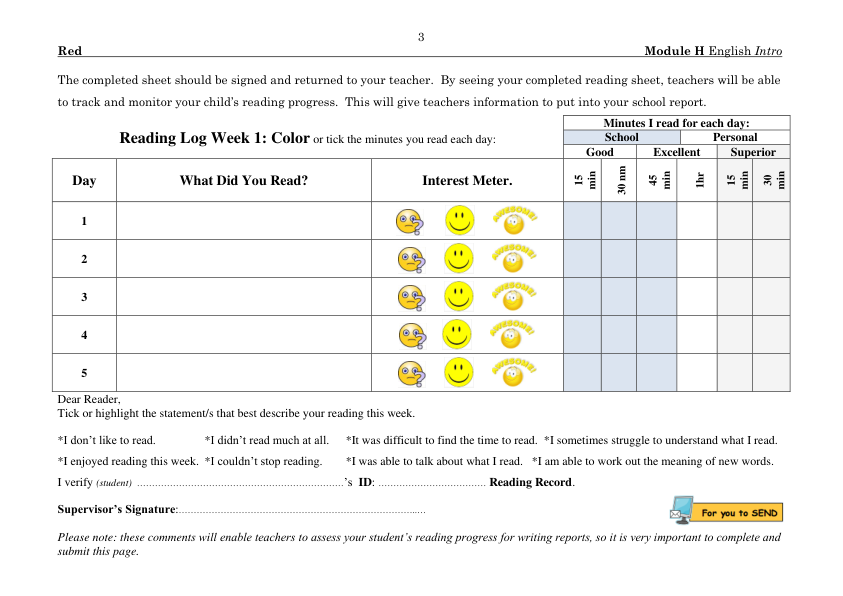 3
Red Module H English Intro
The completed sheet should be signed and returned to your teacher. By seeing your completed reading sheet, teachers will be able
to track and monitor your child's reading progress. This will give teachers information to put into your school report.
Minutes I read for each day:
Reading Log Week 1: Color or tick the minutes you read each day:
School Personal
Good Excellent Superior
Day What Did You Read? Interest Meter. 15 min 30 nm 45 min 1hr 15 min 30 min
1 AWESOME!
2 AWESOME!
3 AWESOME!
4 AWESOME!
5 AWESOME!
Dear Reader,
Tick or highlight the statement/s that best describe your reading this week.
*I don't like to read. *I didn't read much at all. *It was difficult to find the time to read. *I sometimes struggle to understand what I read.
*I enjoyed reading this week. *I couldn't stop reading. *I was able to talk about what I read. *I am able to work out the meaning of new words.
I verify (student) ……………………………………………….'s ID: ………………………. Reading Record.
Supervisor's Signature:……………………………………………………....
For you to SEND
Please note: these comments will enable teachers to assess your student's reading progress for writing reports, so it is very important to complete and
submit this page.